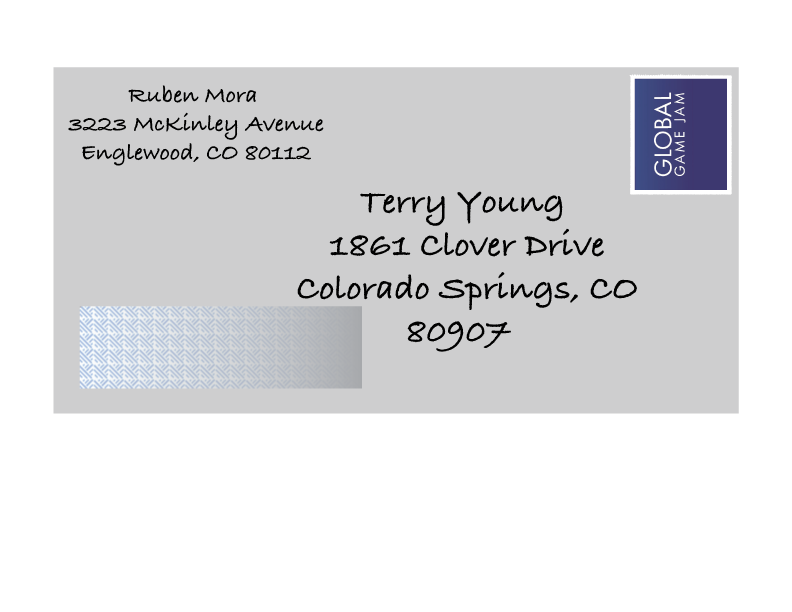 Ruben Mora
3223 McKinley Avenue
Englewood, CO 80112
GLOBAL
GAME JAM
Terry Young
1861 Clover Drive
Colorado Springs, CO
80907